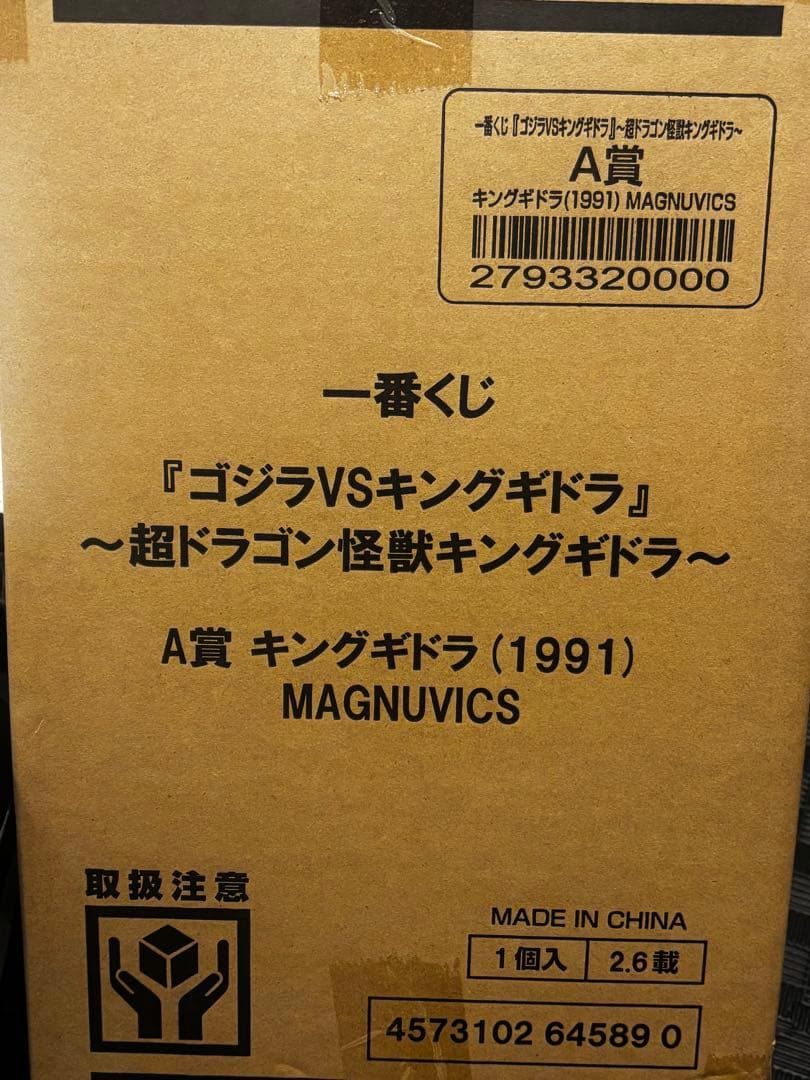 一番くじ『ゴジラVSキングギドラ』~超ドラゴン怪獣キングギドラ~
A賞
キングギドラ(1991) MAGNUVICS
2793320000
一番くじ
『ゴジラVSキングギドラ』
~超ドラゴン怪獣キングギドラ~
A賞 キングギドラ(1991)
MAGNUVICS
取扱注意
MADE IN CHINA
1個入 2.6載
4573102 64589 0